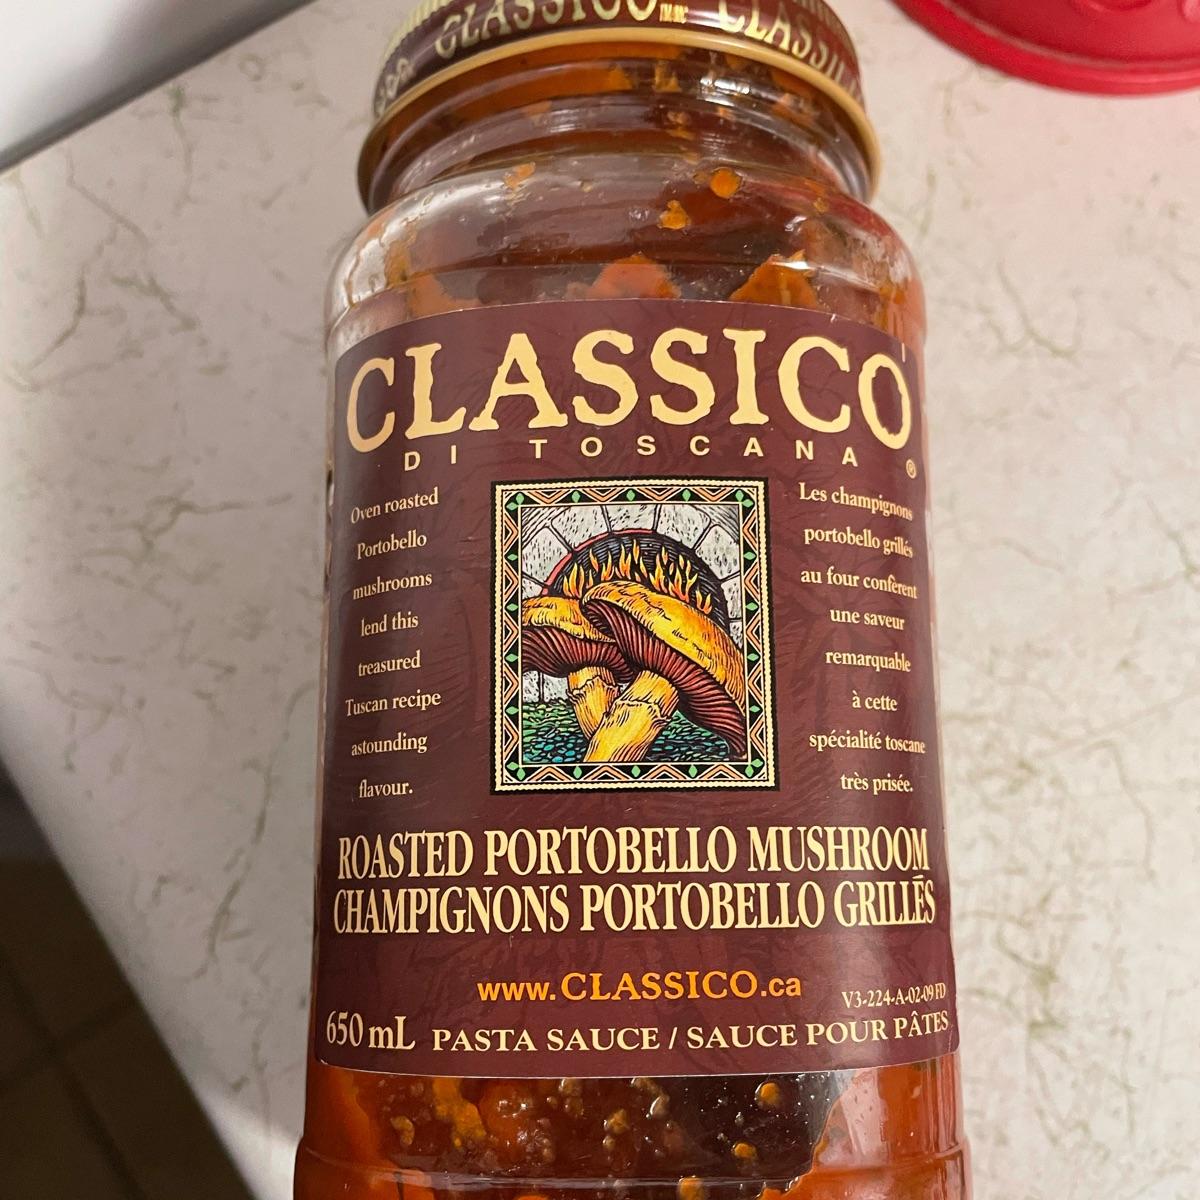 CLASSICO CLASSICO
CLASSICO
DI TOSCANA ®
Oven roasted
Portobello
mushrooms
lend this
treasured
Tuscan recipe
astounding
flavour.
Les champignons
portobello grillés
au four confèrent
une saveur
remarquable
à cette
spécialité toscane
très prisée.
ROASTED PORTOBELLO MUSHROOM
CHAMPIGNONS PORTOBELLO GRILLÉS
www.CLASSICO.ca
V3-224-A-02-09 FD
650 mL PASTA SAUCE / SAUCE POUR PÂTES